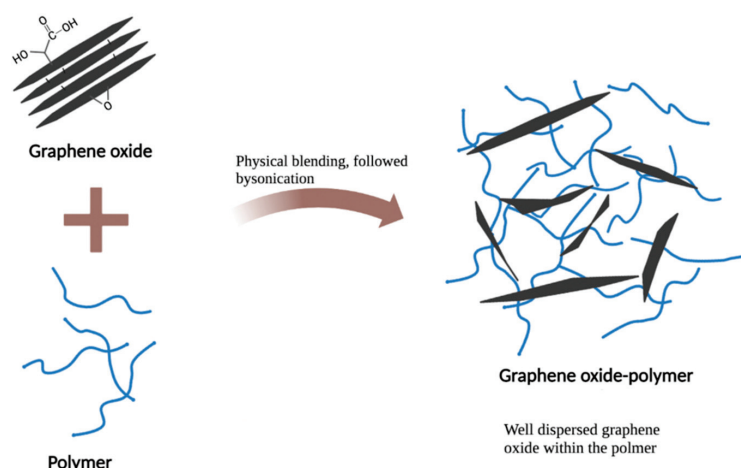 O
C-OH
HO
O
Graphene oxide
Physical blending, followed
bysonication
Polymer
Graphene oxide-polymer
Well dispersed graphene
oxide within the polmer